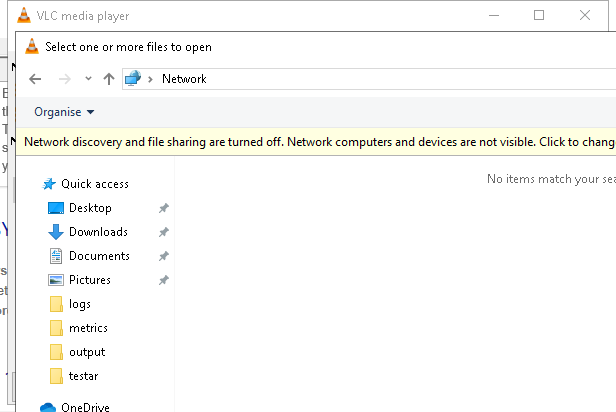 VLC media player
Select one or more files to open
Network
Organise
Network discovery and file sharing are turned off. Network computers and devices are not visible. Click to chang
No items match your sea
Quick access
Desktop
Downloads
Documents
Pictures
logs
metrics
output
testar
OneDrive